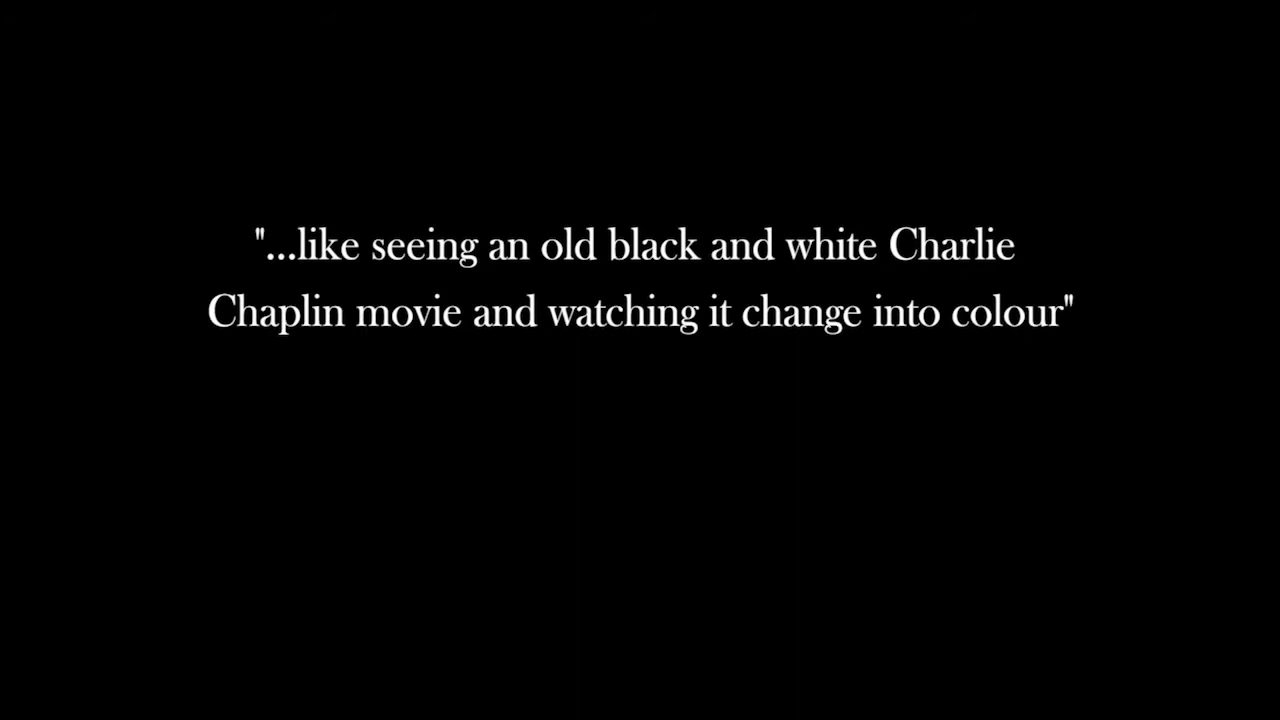 "...like seeing an old black and white Charlie
Chaplin movie and watching it change into colour"